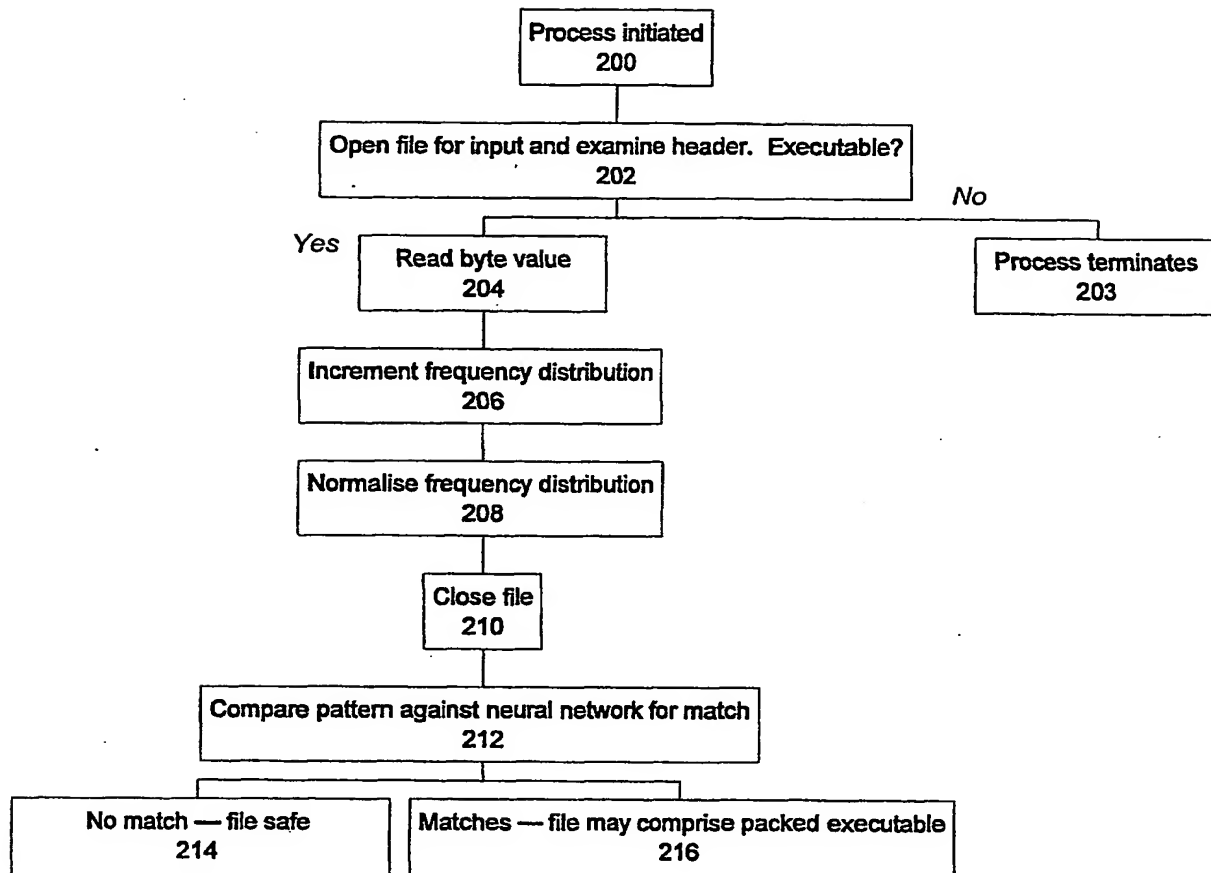 Process initiated
200
Open file for input and examine header. Executable?
202
No
Yes
Read byte value
204
Process terminates
203
Increment frequency distribution
206
Normalise frequency distribution
208
Close file
210
Compare pattern against neural network for match
212
No match — file safe
214
Matches — file may comprise packed executable
216